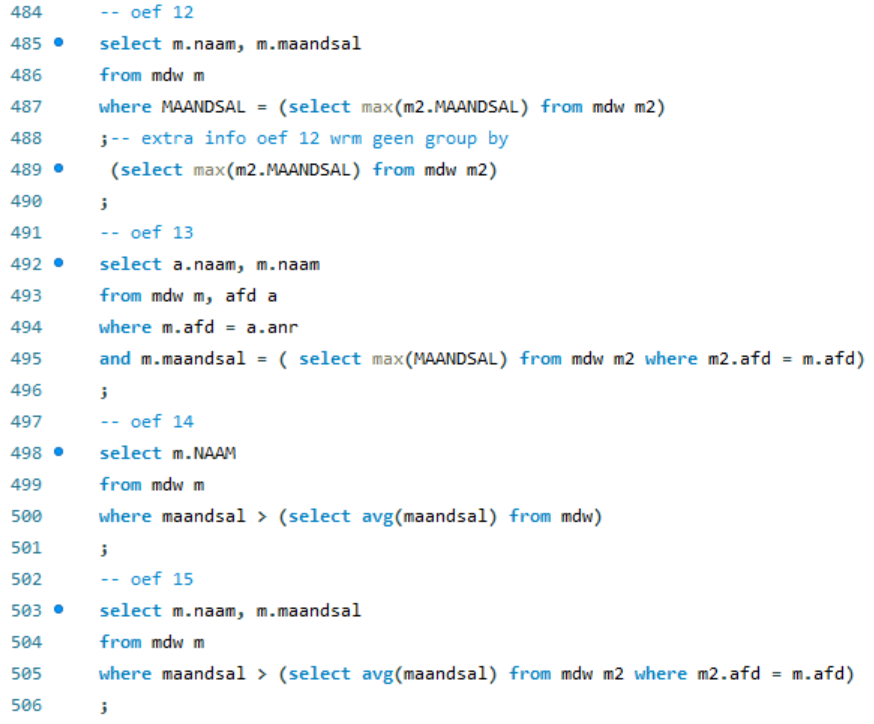 484 -- oef 12
485 select m.naam, m.maandsal
486 from mdw m
487 where MAANDSAL = (select max(m2.MAANDSAL) from mdw m2)
488 ;-- extra info oef 12 wrm geen group by
489 (select max(m2.MAANDSAL) from mdw m2)
490 ;
491 -- oef 13
492 select a.naam, m.naam
493 from mdw m, afd a
494 where m.afd = a.anr
495 and m.maandsal = ( select max(MAANDSAL) from mdw m2 where m2.afd = m.afd)
496 ;
497 -- oef 14
498 select m.NAAM
499 from mdw m
500 where maandsal > (select avg(maandsal) from mdw)
501 ;
502 -- oef 15
503 select m.naam, m.maandsal
504 from mdw m
505 where maandsal > (select avg(maandsal) from mdw m2 where m2.afd = m.afd)
506 ;